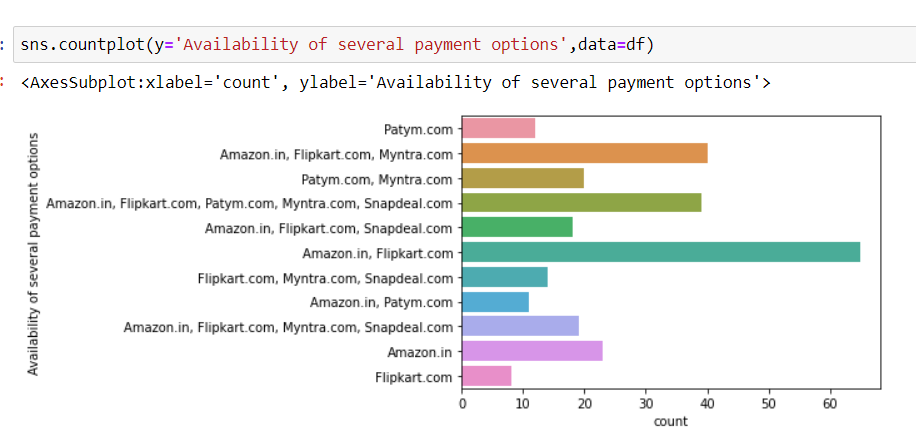 : sns.countplot(y='Availability of several payment options',data=df)
: <AxesSubplot:xlabel='count', ylabel='Availability of several payment options'>
Availability of several payment options
Patym.com
Amazon.in, Flipkart.com, Myntra.com
Patym.com, Myntra.com
Amazon.in, Flipkart.com, Patym.com, Myntra.com, Snapdeal.com
Amazon.in, Flipkart.com, Snapdeal.com
Amazon.in, Flipkart.com
Flipkart.com, Myntra.com, Snapdeal.com
Amazon.in, Patym.com
Amazon.in, Flipkart.com, Myntra.com, Snapdeal.com
Amazon.in
Flipkart.com
0 10 20 30 40 50 60
count